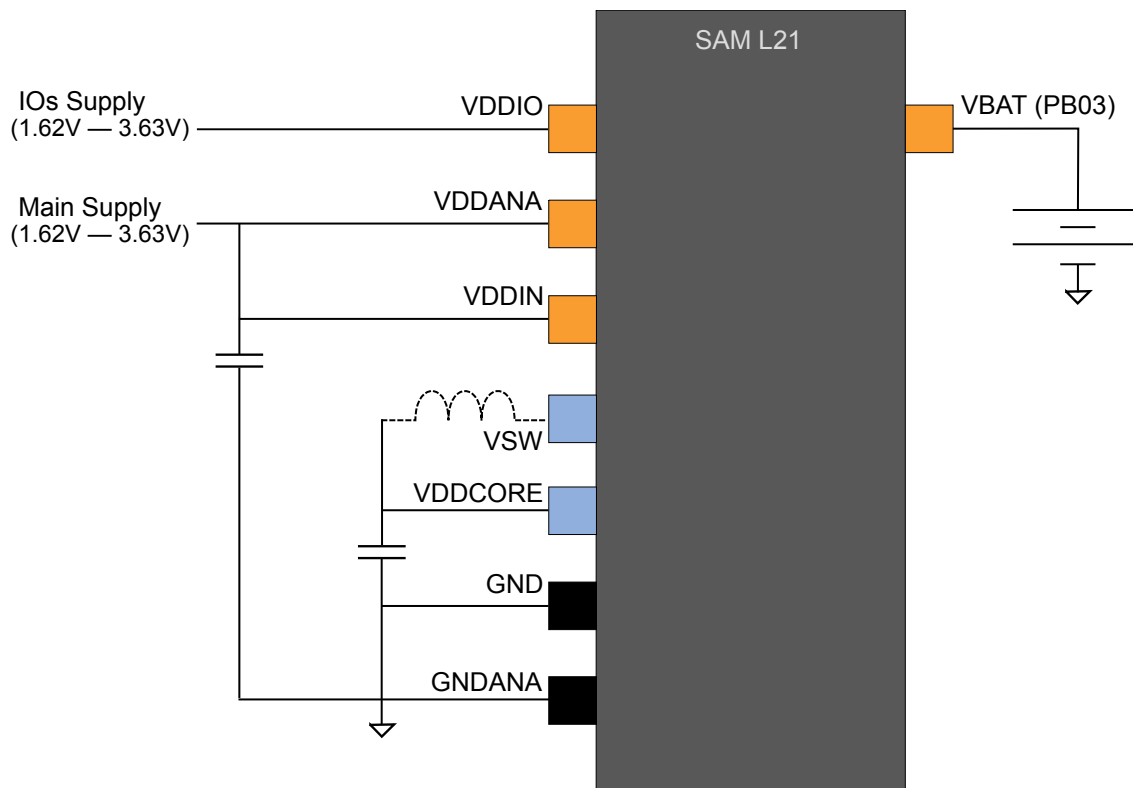 SAM L21
IOs Supply
(1.62V — 3.63V)
VDDIO
VBAT (PB03)
Main Supply
(1.62V — 3.63V)
VDDANA
VDDIN
VSW
VDDCORE
GND
GNDANA